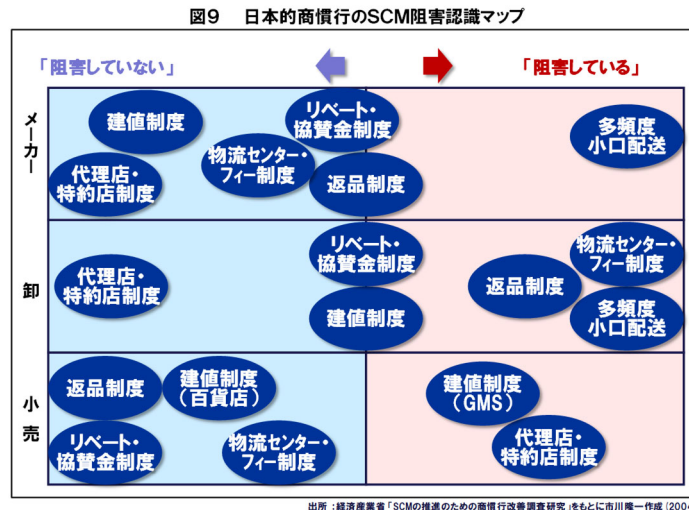 図9 日本的商慣行のSCM阻害認識マップ
「阻害していない」
「阻害している」
メーカー
建値制度
リベート・
協賛金制度
多頻度
小口配送
代理店・
特約店制度
物流センター・
フィー制度
返品制度
卸
代理店・
特約店制度
リベート・
協賛金制度
建値制度
返品制度
物流センター・
フィー制度
多頻度
小口配送
小売
返品制度
建値制度
（百貨店）
リベート・
協賛金制度
物流センター・
フィー制度
建値制度
（GMS）
代理店・
特約店制度
出所：経済産業省「SCMの推進のための商慣行改善調査研究」をもとに市川隆一作成（200